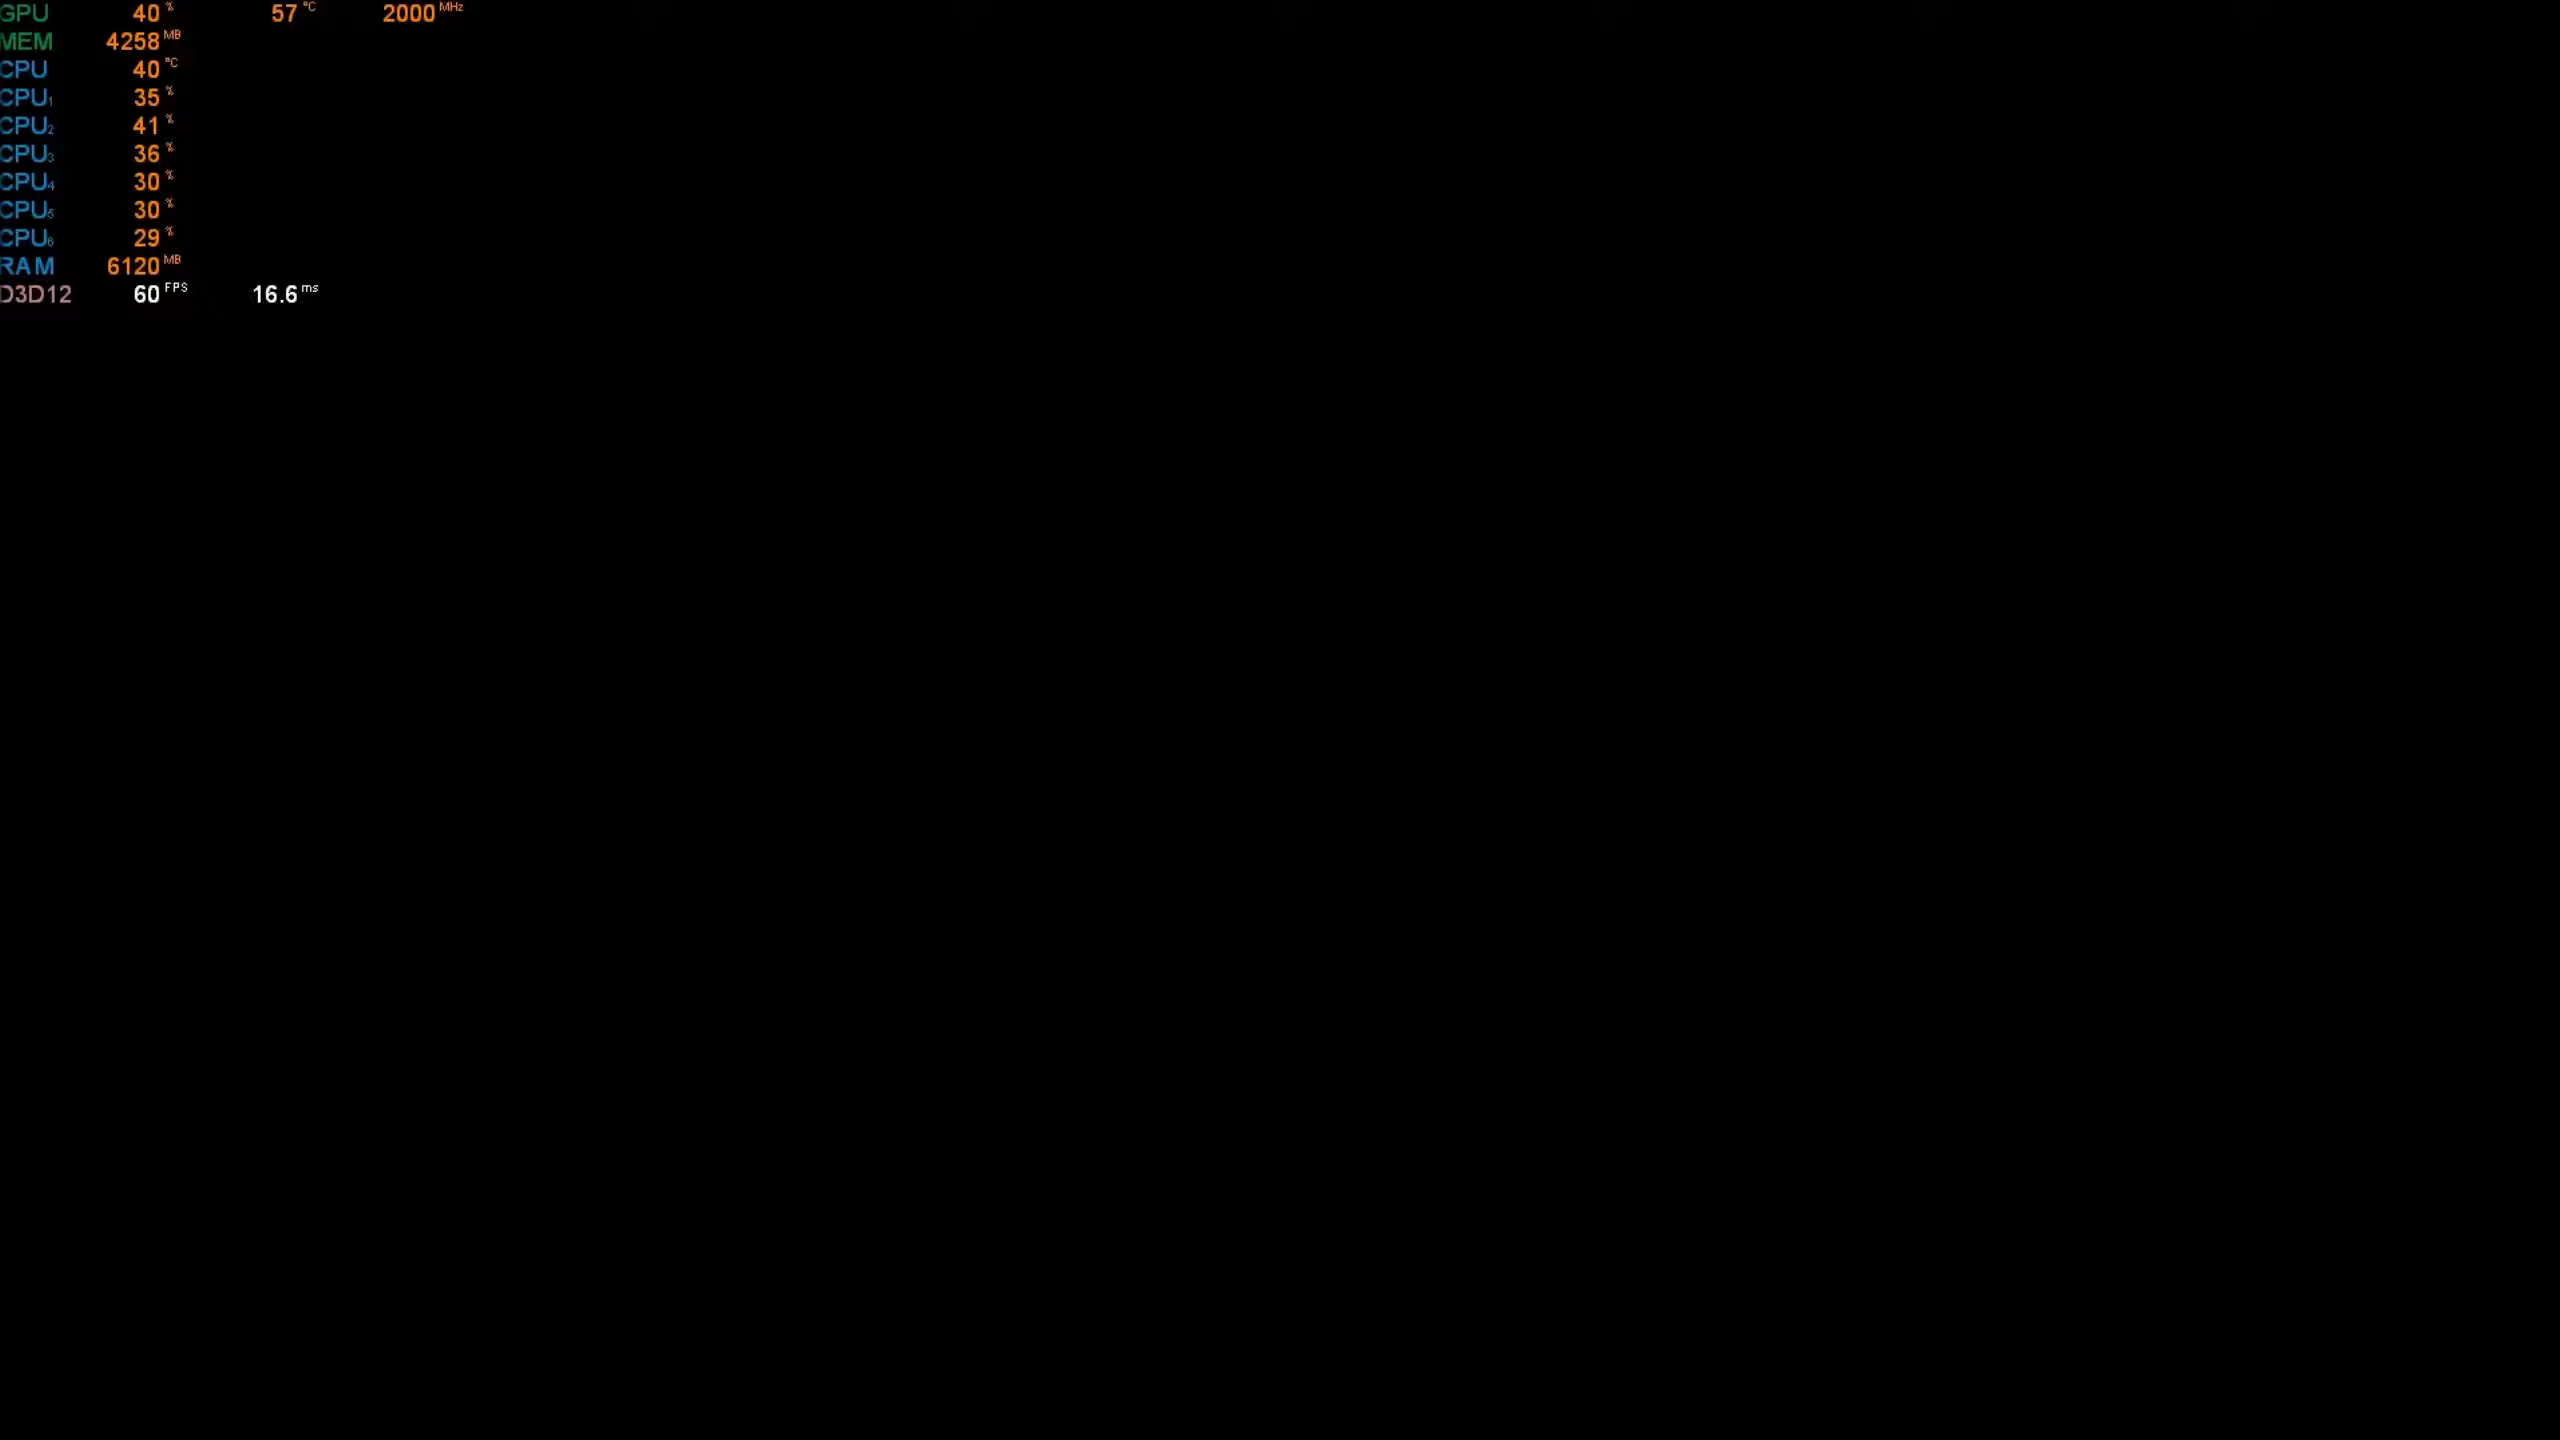 GPU 40 % 57 °C 2000 MHz
MEM 4258 MB
CPU 40 °C
CPU1 35 %
CPU2 41 %
CPU3 36 %
CPU4 30 %
CPU5 30 %
CPU6 29 %
RAM 6120 MB
D3D12 60 FPS 16.6 ms